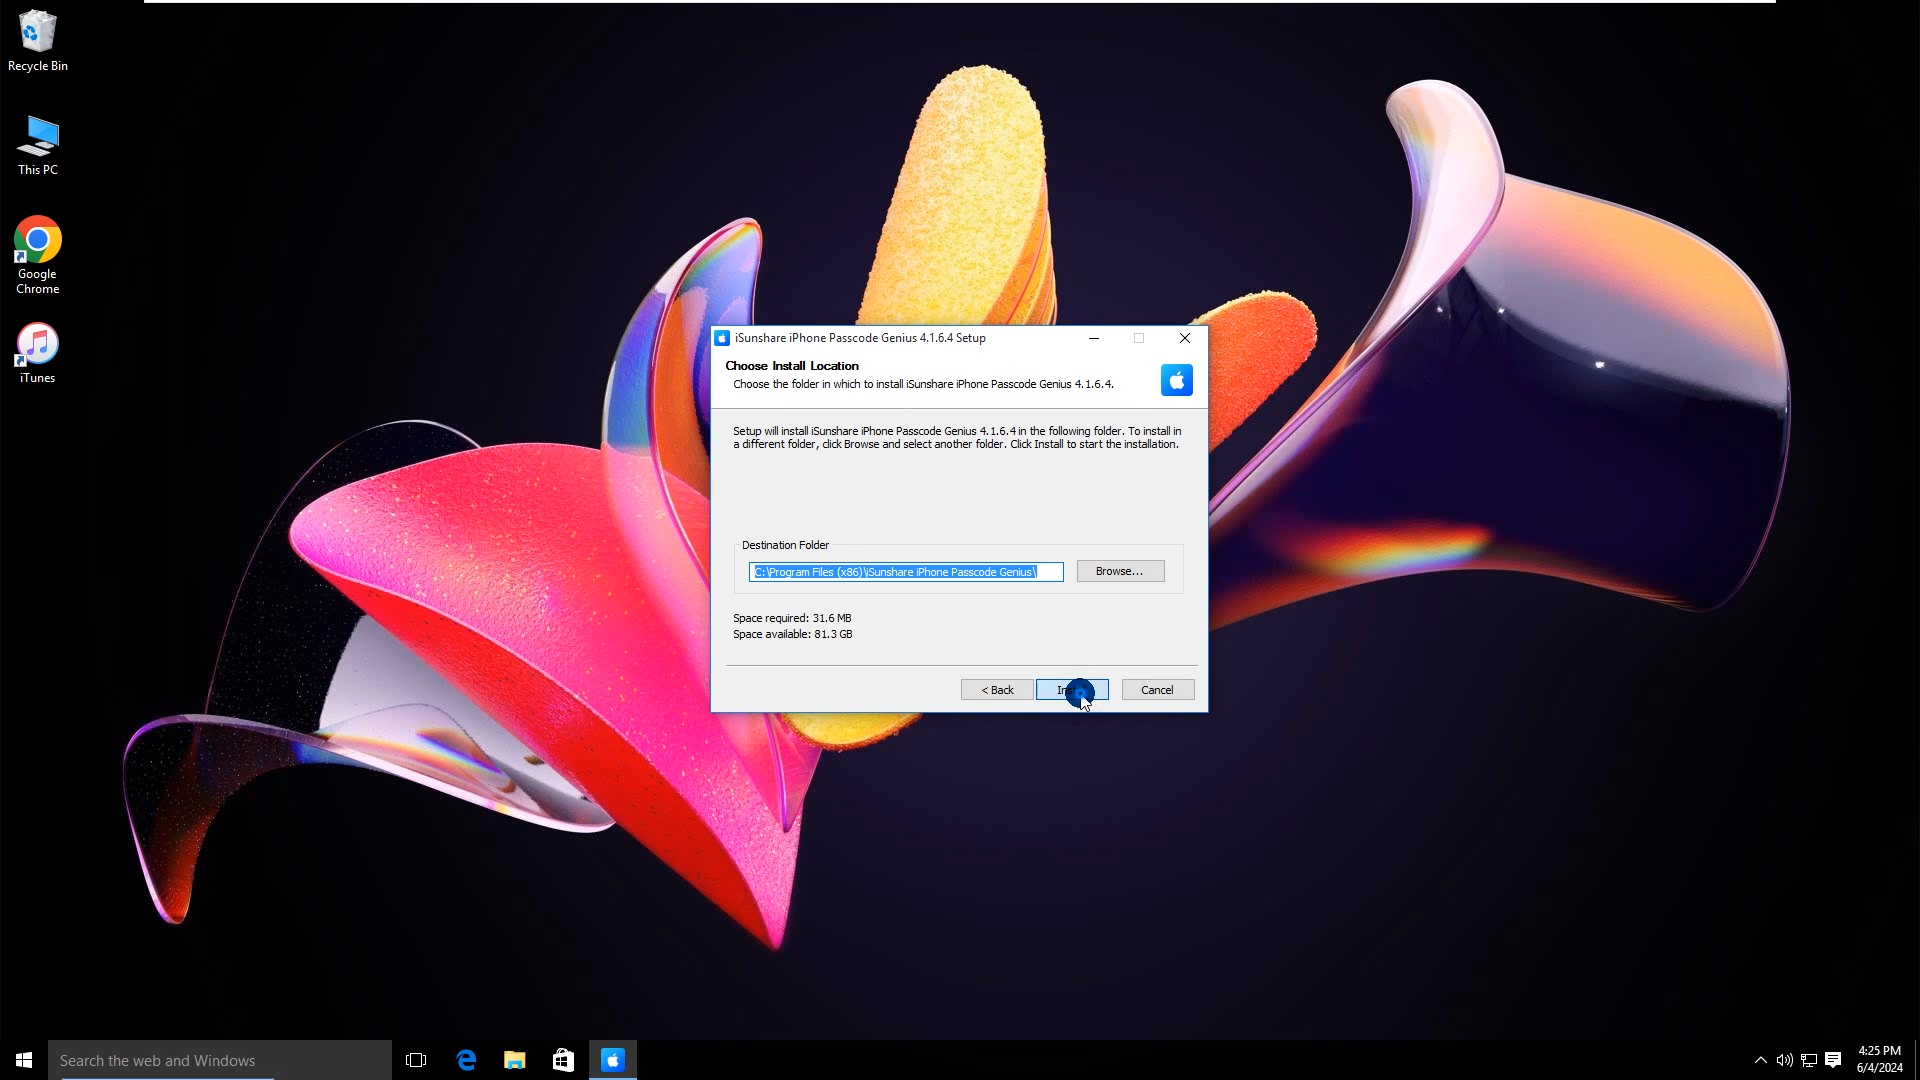 Recycle Bin
This PC
Google
Chrome
iTunes
iSunshare iPhone Passcode Genius 4.1.6.4 Setup
Choose Install Location
Choose the folder in which to install iSunshare iPhone Passcode Genius 4.1.6.4.
Setup will install iSunshare iPhone Passcode Genius 4.1.6.4 in the following folder. To install in
a different folder, click Browse and select another folder. Click Install to start the installation.
Destination Folder
C:\Program Files (x86)\iSunshare iPhone Passcode Genius\
Browse...
Space required: 31.6 MB
Space available: 81.3 GB
< Back
Cancel
Search the web and Windows
4:25 PM
6/4/2024